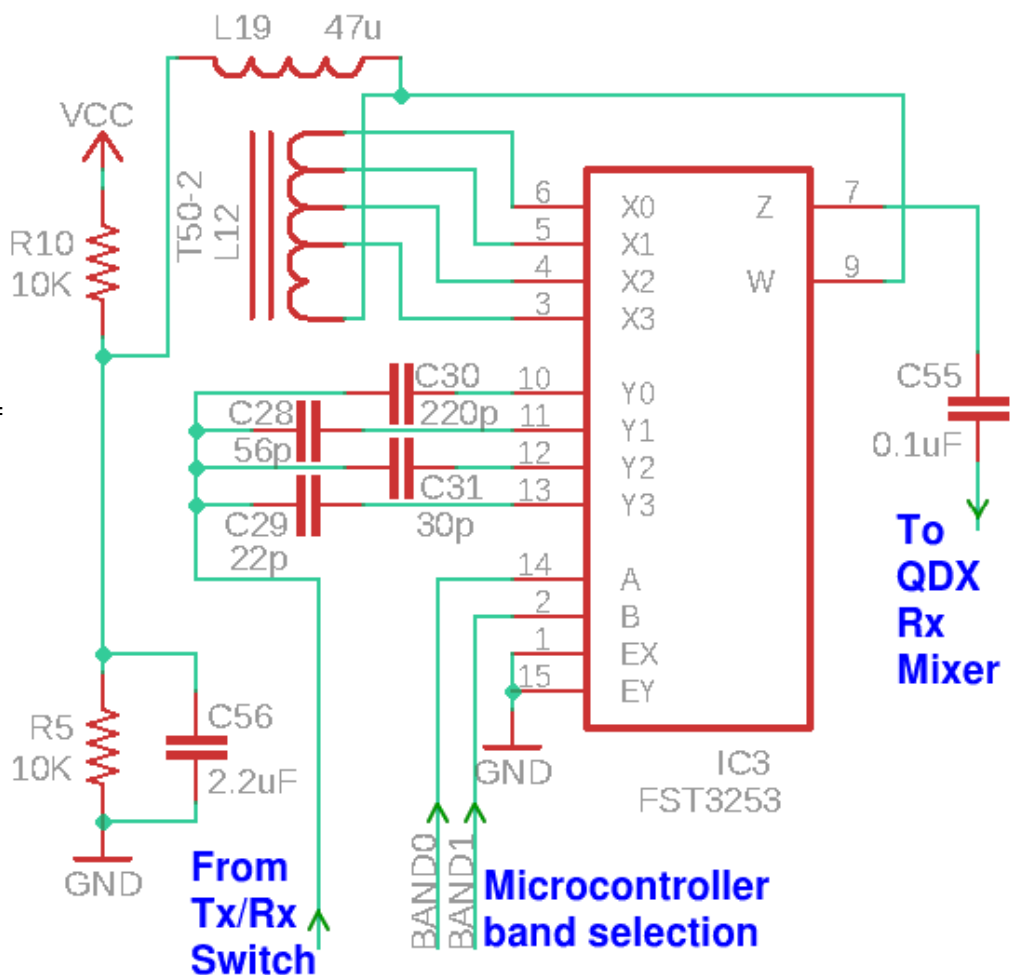 L19 47u
VCC
T50-2
L12
R10
10K
6 X0 Z 7
5 X1
4 X2 W 9
3 X3
=
C30
220p
10 Y0
C28
56p
11 Y1
12 Y2
C31
30p
13 Y3
C29
22p
C55
0.1uF
14 A
2 B
1 EX
15 EY
To
QDX
Rx
Mixer
R5
10K
C56
2.2uF
GND
GND
IC3
FST3253
BAND0
BAND1
From
Tx/Rx
Switch
Microcontroller
band selection